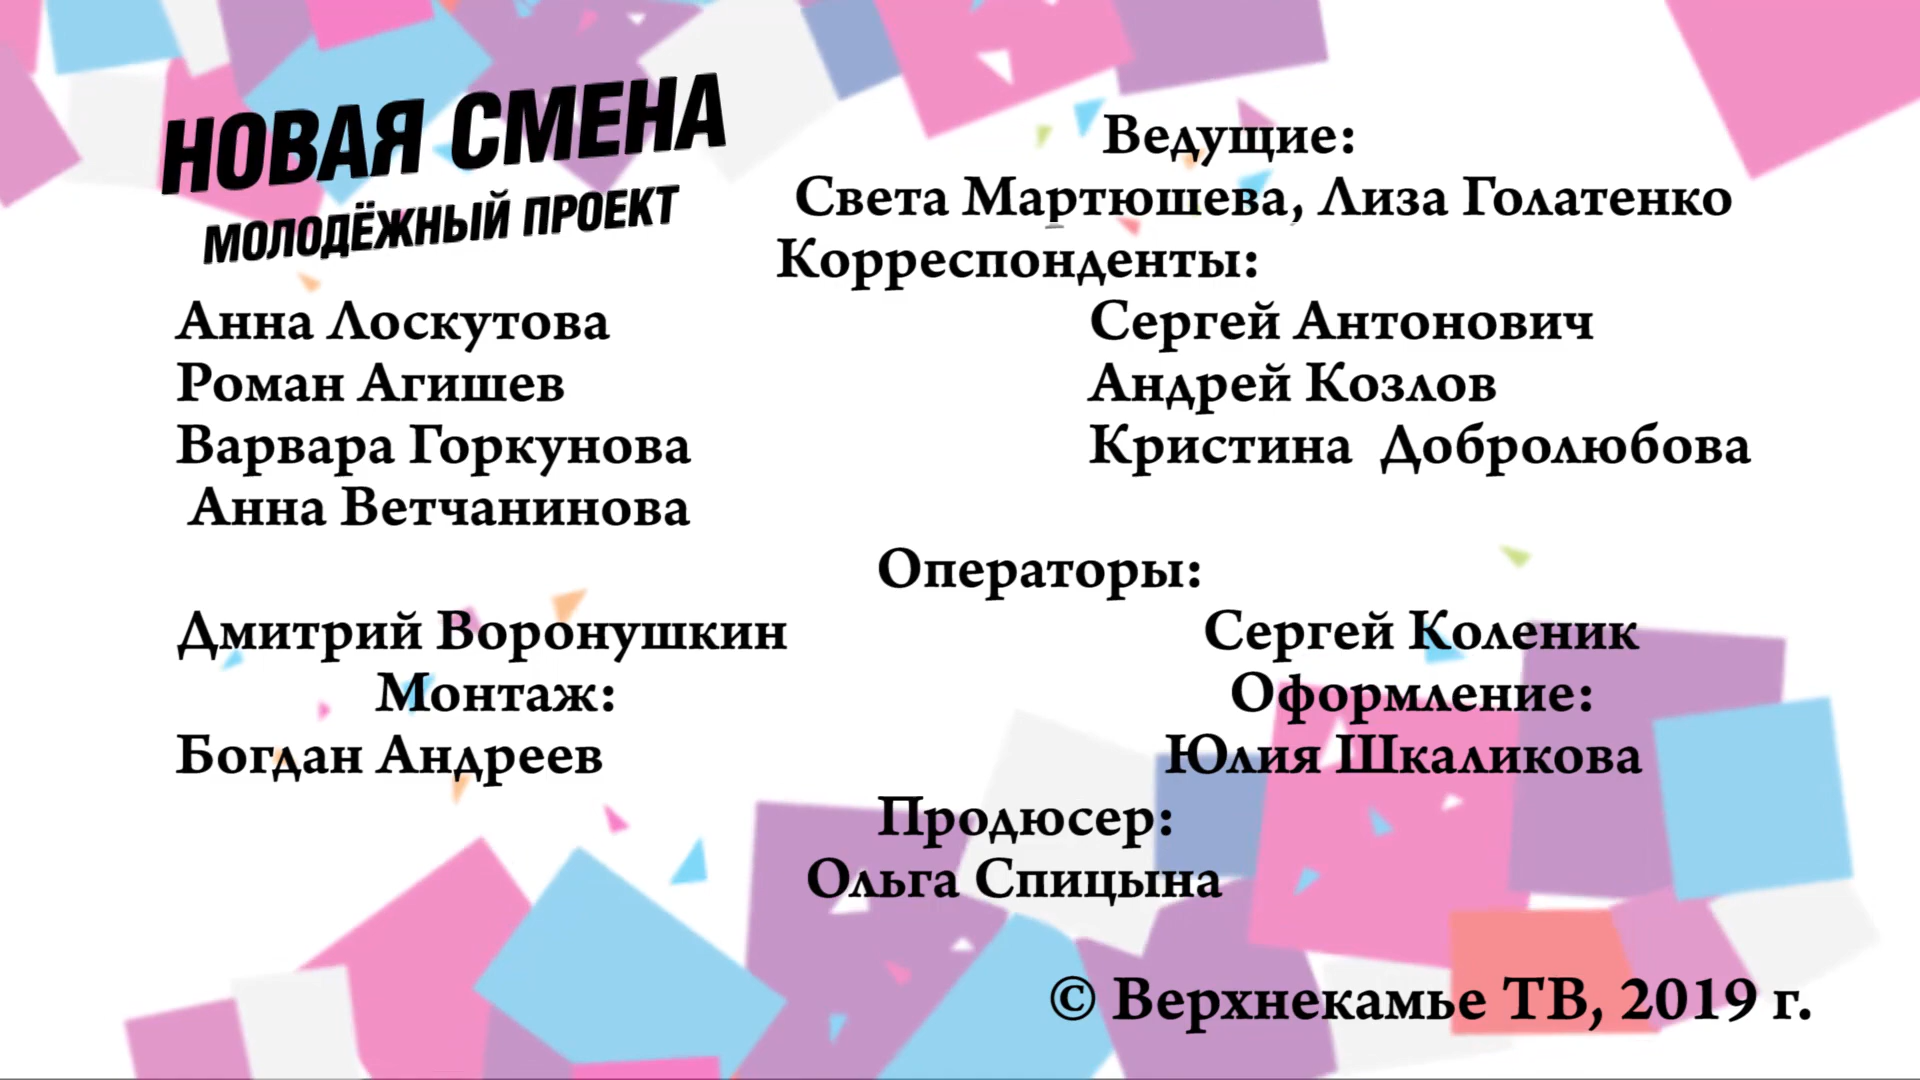 НОВАЯ СМЕНА
МОЛОДЁЖНЫЙ ПРОЕКТ
Ведущие:
Света Мартюшева, Лиза Голатенко
Корреспонденты:
Анна Лоскутова Сергей Антонович
Роман Агишев Андрей Козлов
Варвара Горкунова Кристина Добролюбова
Анна Ветчанинова
Операторы:
Дмитрий Воронушкин Сергей Коленик
Монтаж: Оформление:
Богдан Андреев Юлия Шкаликова
Продюсер:
Ольга Спицына
© Верхнекамье ТВ, 2019 г.